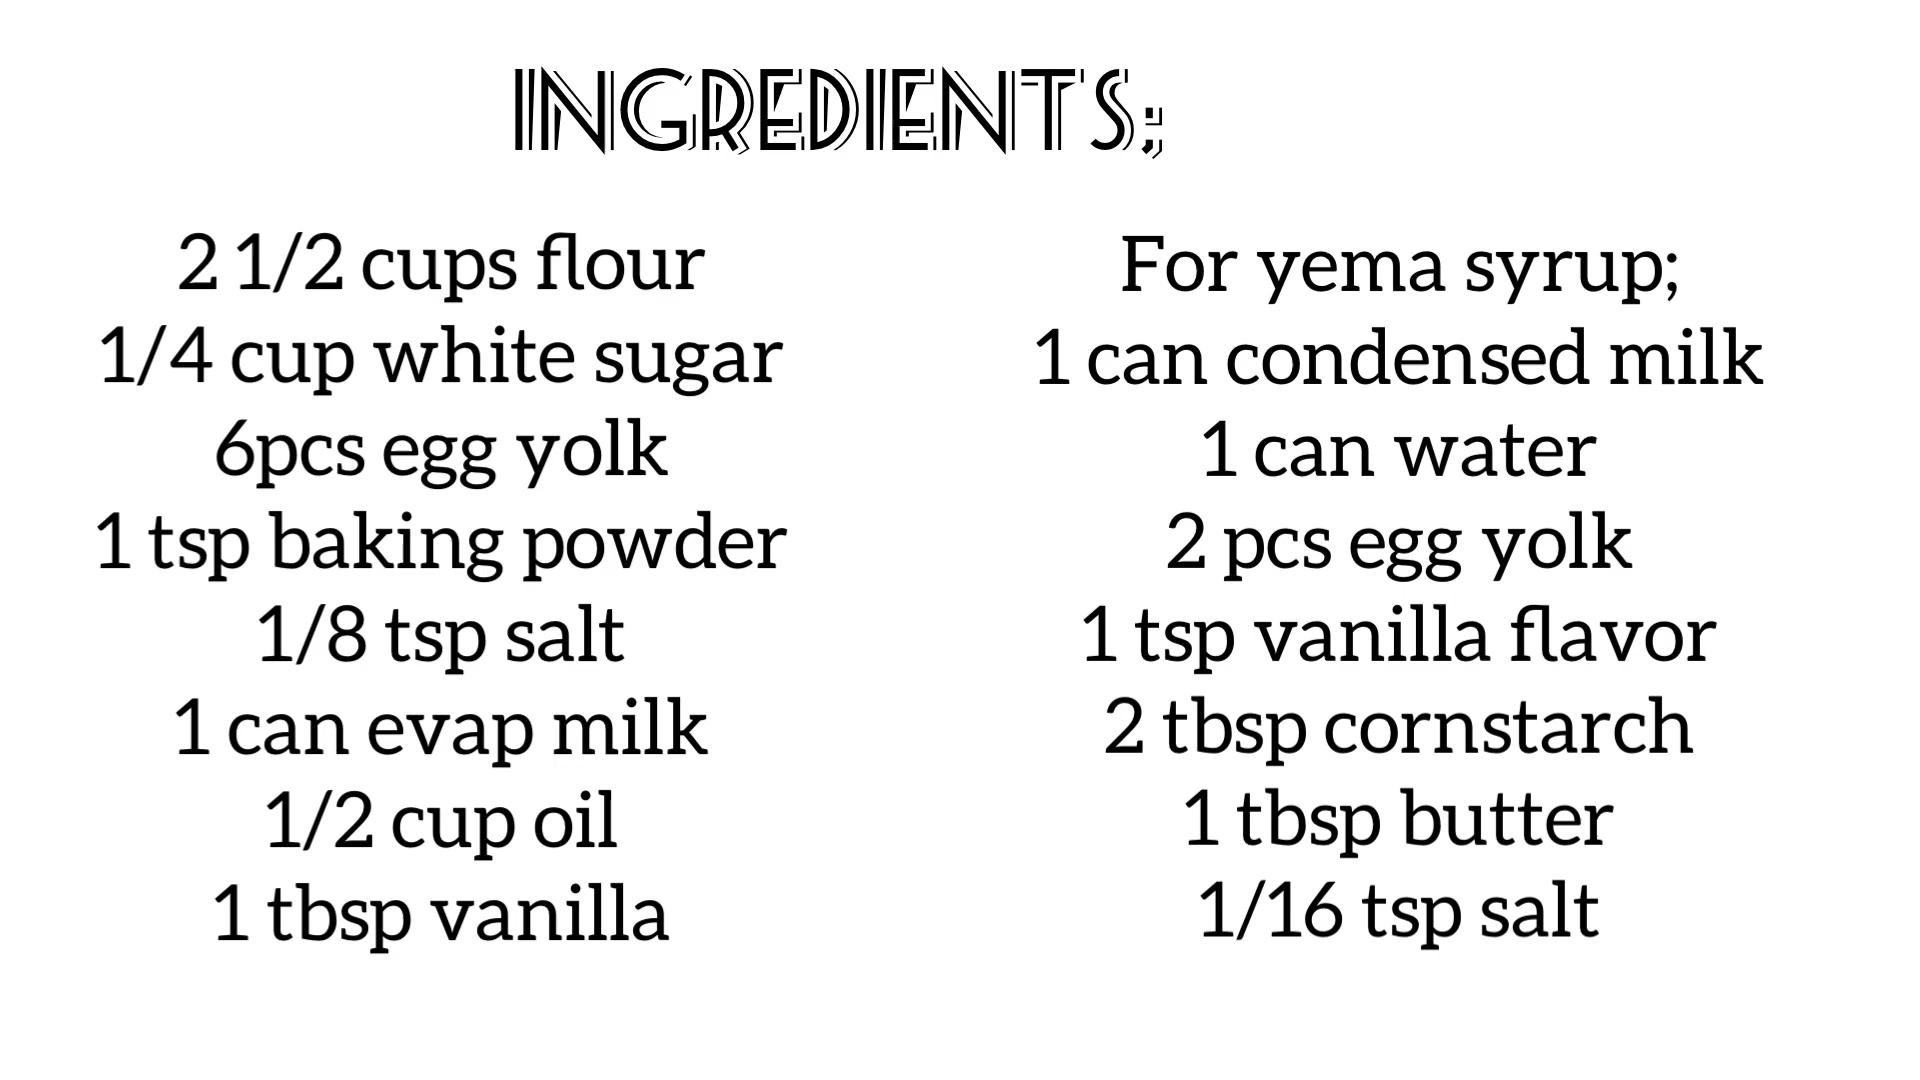 INGREDIENTS;
2 1/2 cups flour
1/4 cup white sugar
6pcs egg yolk
1 tsp baking powder
1/8 tsp salt
1 can evap milk
1/2 cup oil
1 tbsp vanilla
For yema syrup;
1 can condensed milk
1 can water
2 pcs egg yolk
1 tsp vanilla flavor
2 tbsp cornstarch
1 tbsp butter
1/16 tsp salt